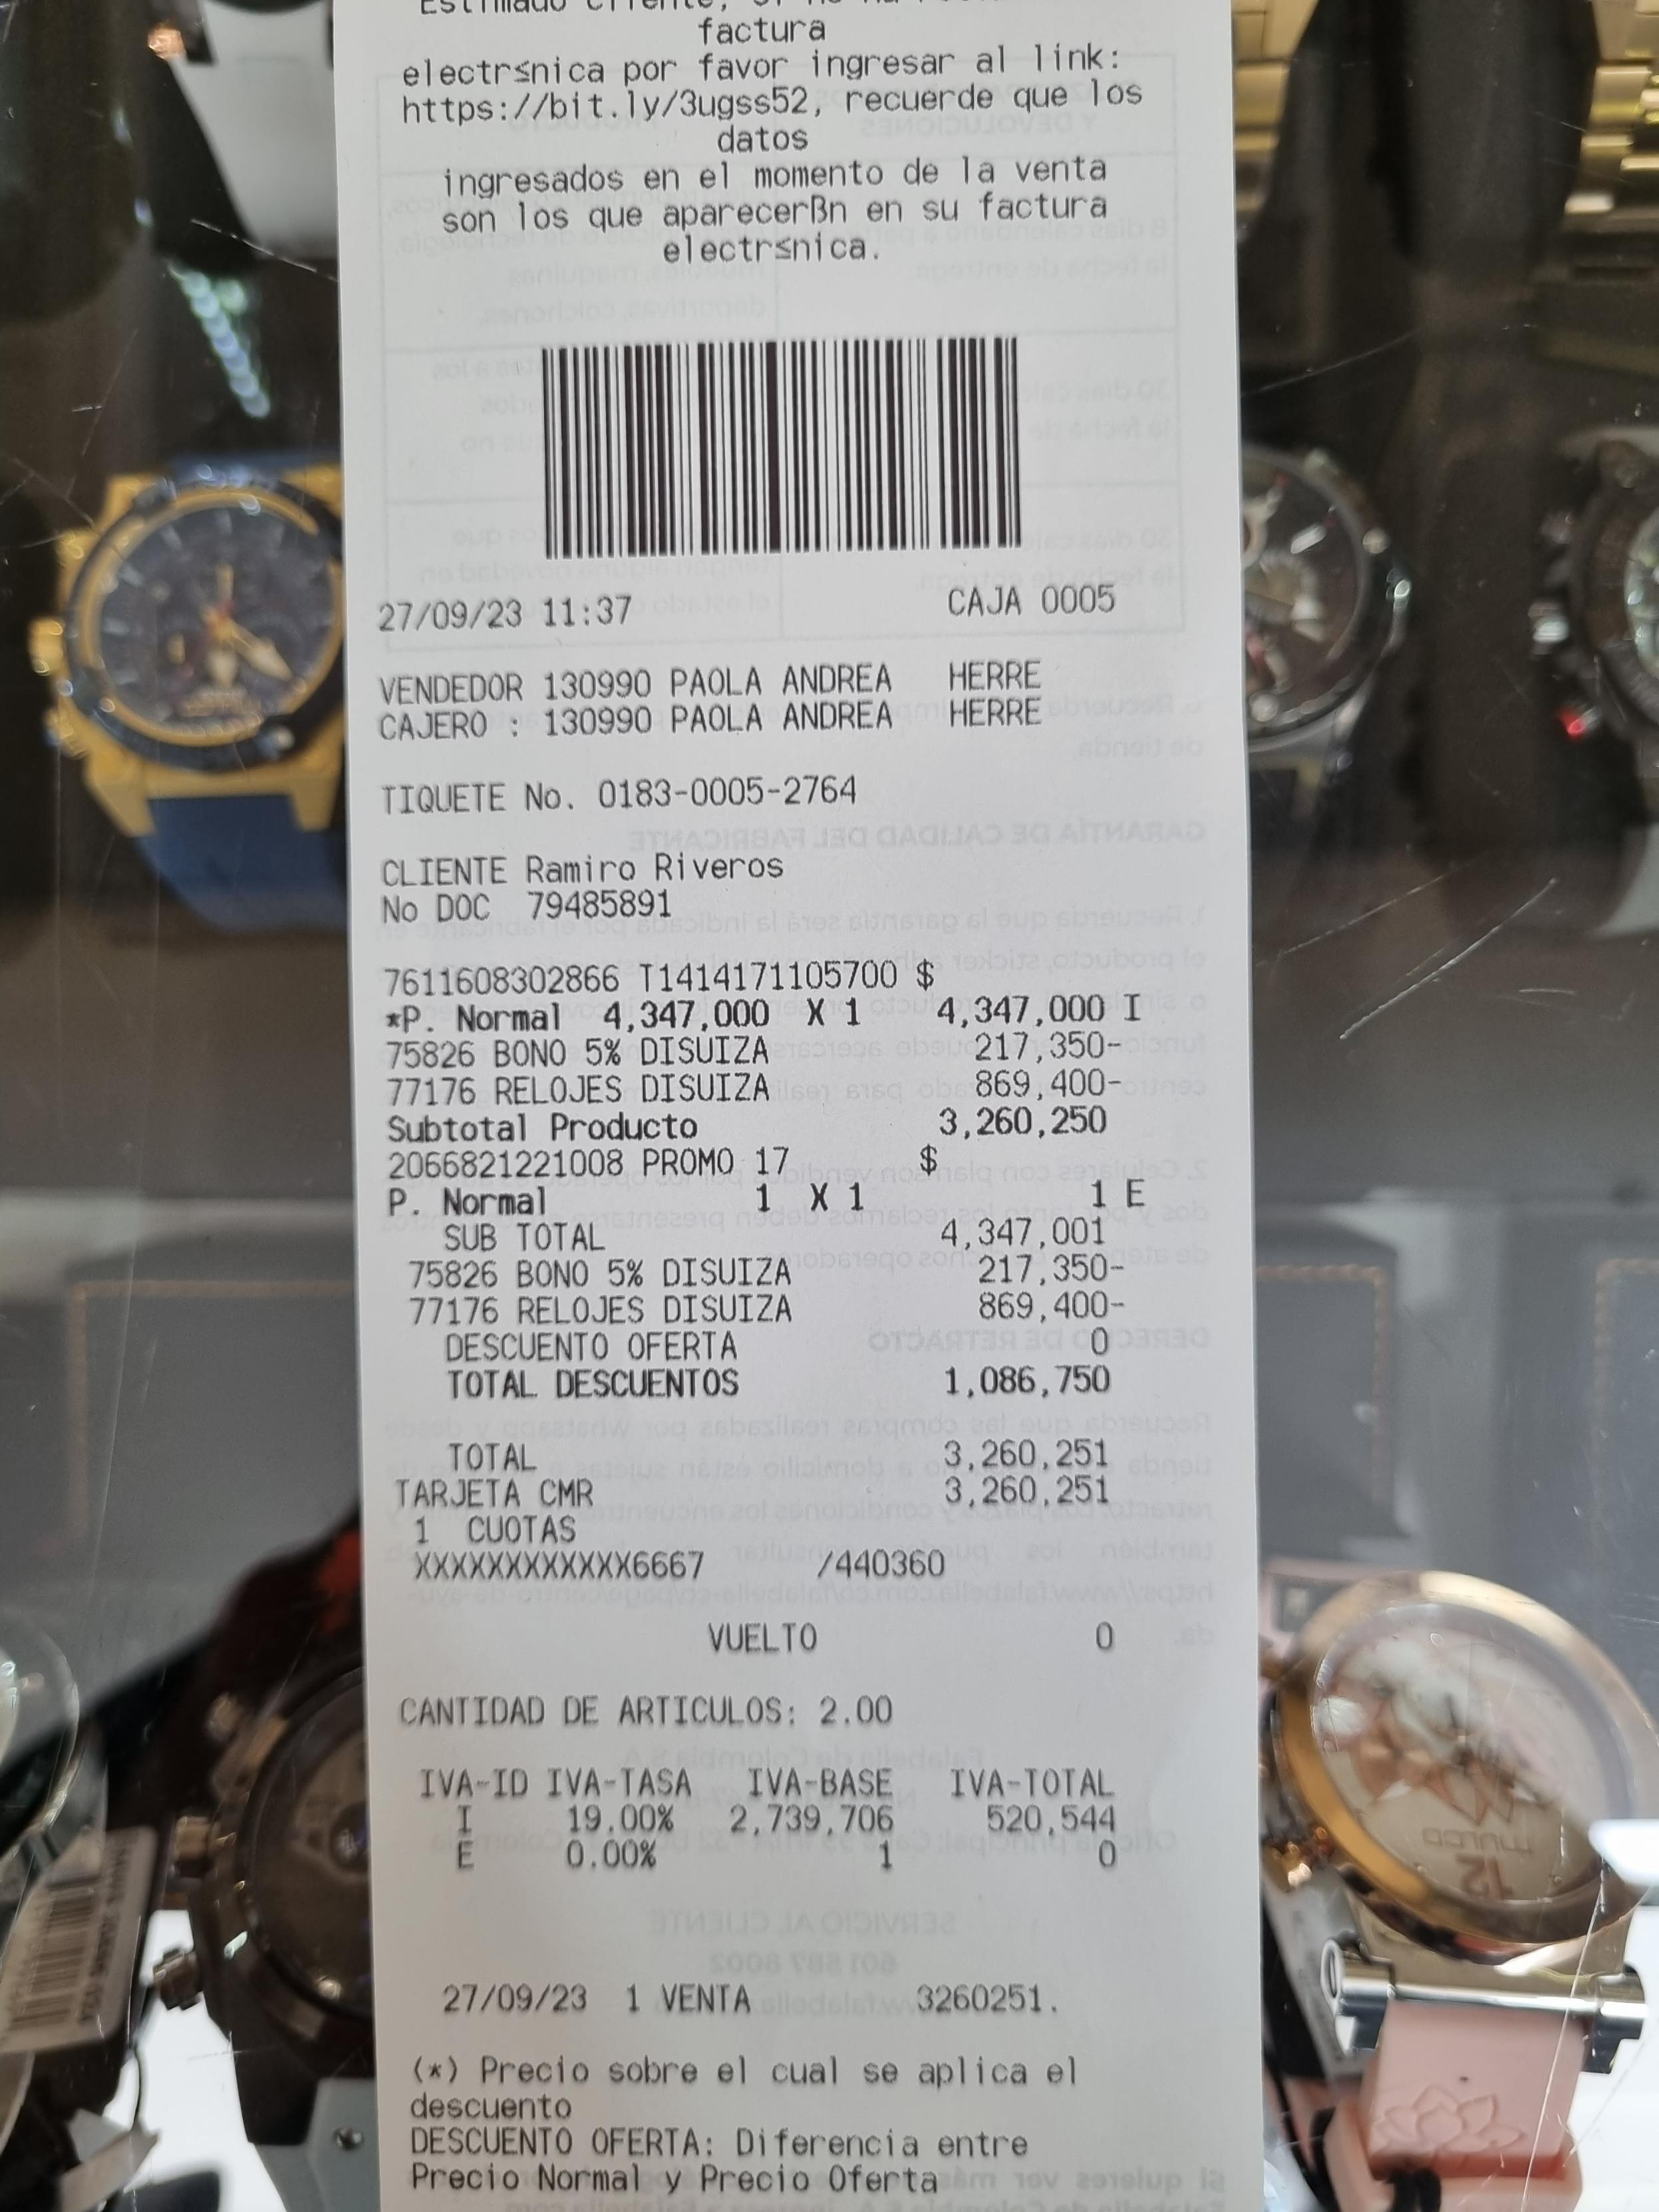 factura
electr≤nica por favor ingresar al link:
https://bit.ly/3ugss52, recuerde que los
datos
ingresados en el momento de la venta
son los que aparecerßn en su factura
electr≤nica.
27/09/23 11:37 CAJA 0005
VENDEDOR 130990 PAOLA ANDREA HERRE
CAJERO : 130990 PAOLA ANDREA HERRE
TIQUETE No. 0183-0005-2764
CLIENTE Ramiro Riveros
No DOC 79485891
7611608302866 T1414171105700 $
*P. Normal 4,347,000 X 1 4,347,000 I
75826 BONO 5% DISUIZA 217,350-
77176 RELOJES DISUIZA 869,400-
Subtotal Producto 3,260,250
2066821221008 PROMO 17 $
P. Normal 1 X 1 1 E
SUB TOTAL 4,347,001
75826 BONO 5% DISUIZA 217,350-
77176 RELOJES DISUIZA 869,400-
DESCUENTO OFERTA 0
TOTAL DESCUENTOS 1,086,750
TOTAL 3,260,251
TARJETA CMR 3,260,251
1 CUOTAS
XXXXXXXXXXXX6667 /440360
VUELTO 0
CANTIDAD DE ARTICULOS: 2.00
IVA-ID IVA-TASA IVA-BASE IVA-TOTAL
I 19.00% 2,739,706 520,544
E 0.00% 1 0
27/09/23 1 VENTA 3260251.
(*) Precio sobre el cual se aplica el
descuento
DESCUENTO OFERTA: Diferencia entre
Precio Normal y Precio Oferta
12
MULCO